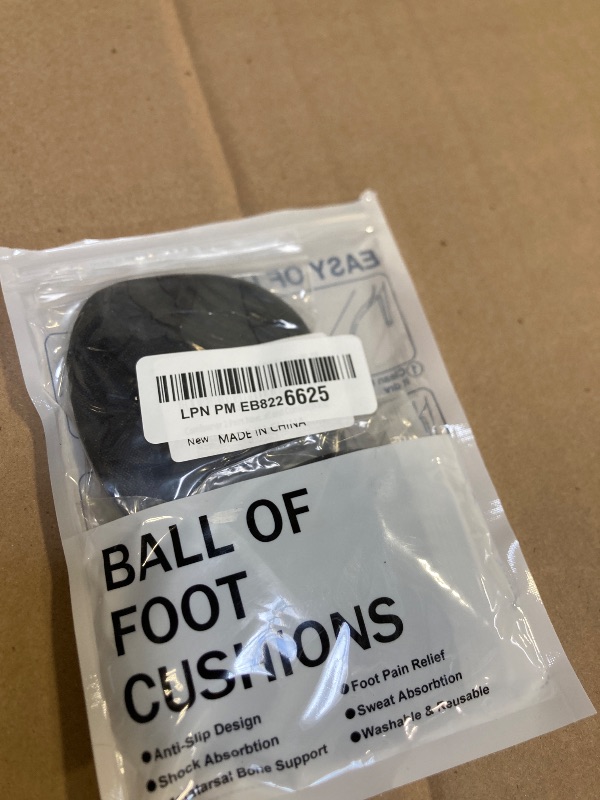 EASY OF
LPN PM EB8226625
New MADE IN CHINA
BALL OF
FOOT
CUSHIONS
●Anti-Slip Design
●Shock Absorbtion
Bone Support
●Foot Pain Relief
●Sweat Absorbtion
●Washable & Reusable